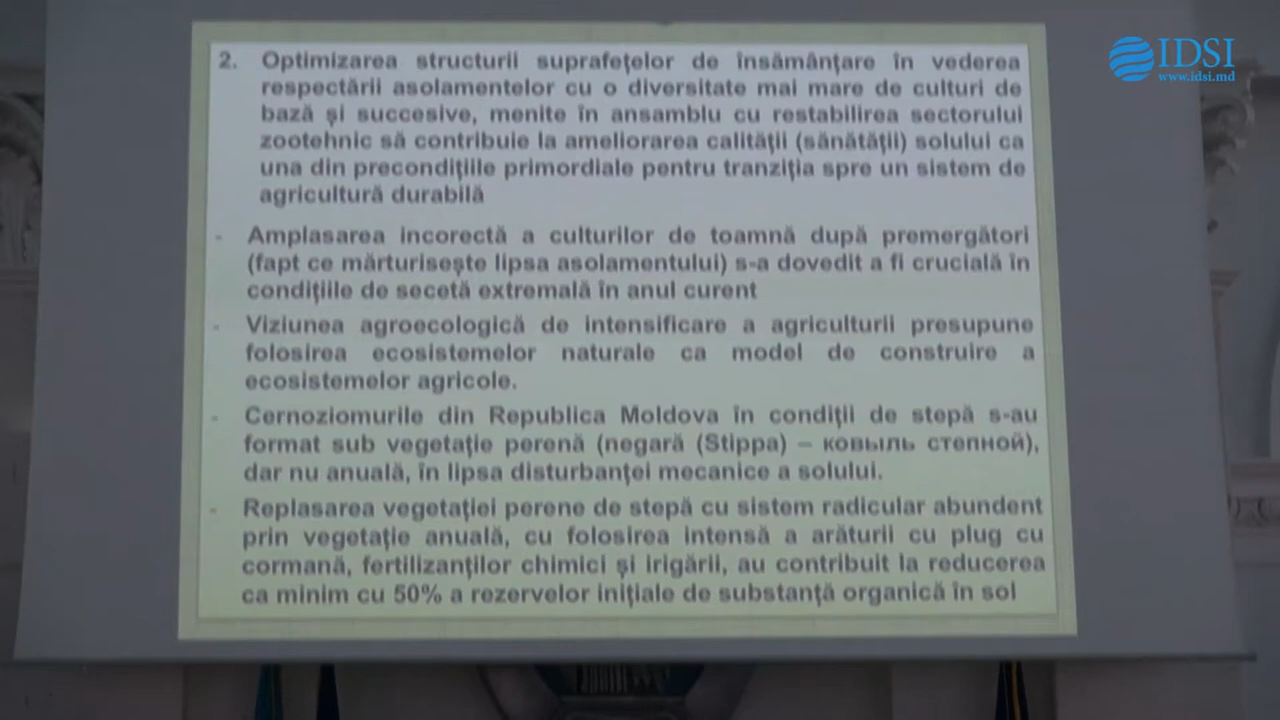 IDSI
www.idsi.md
2. Optimizarea structurii suprafețelor de însămânțare în vederea
respectării asolamentelor cu o diversitate mai mare de culturi de
bază și succesive, menite în ansamblu cu restabilirea sectorului
zootehnic să contribuie la ameliorarea calității (sănătății) solului ca
una din precondițiile primordiale pentru tranziția spre un sistem de
agricultură durabilă
- Amplasarea incorectă a culturilor de toamnă după premergători
(fapt ce mărturisește lipsa asolamentului) s-a dovedit a fi crucială în
condițiile de secetă extremală în anul curent
- Viziunea agroecologică de intensificare a agriculturii presupune
folosirea ecosistemelor naturale ca model de construire a
ecosistemelor agricole.
- Cernoziomurile din Republica Moldova în condiții de stepă s-au
format sub vegetație perenă (negară (Stippa) – ковыль степной),
dar nu anuală, în lipsa disturbanței mecanice a solului.
- Replasarea vegetației perene de stepă cu sistem radicular abundent
prin vegetație anuală, cu folosirea intensă a arăturii cu plug cu
cormană, fertilizanților chimici și irigării, au contribuit la reducerea
ca minim cu 50% a rezervelor inițiale de substanță organică în sol